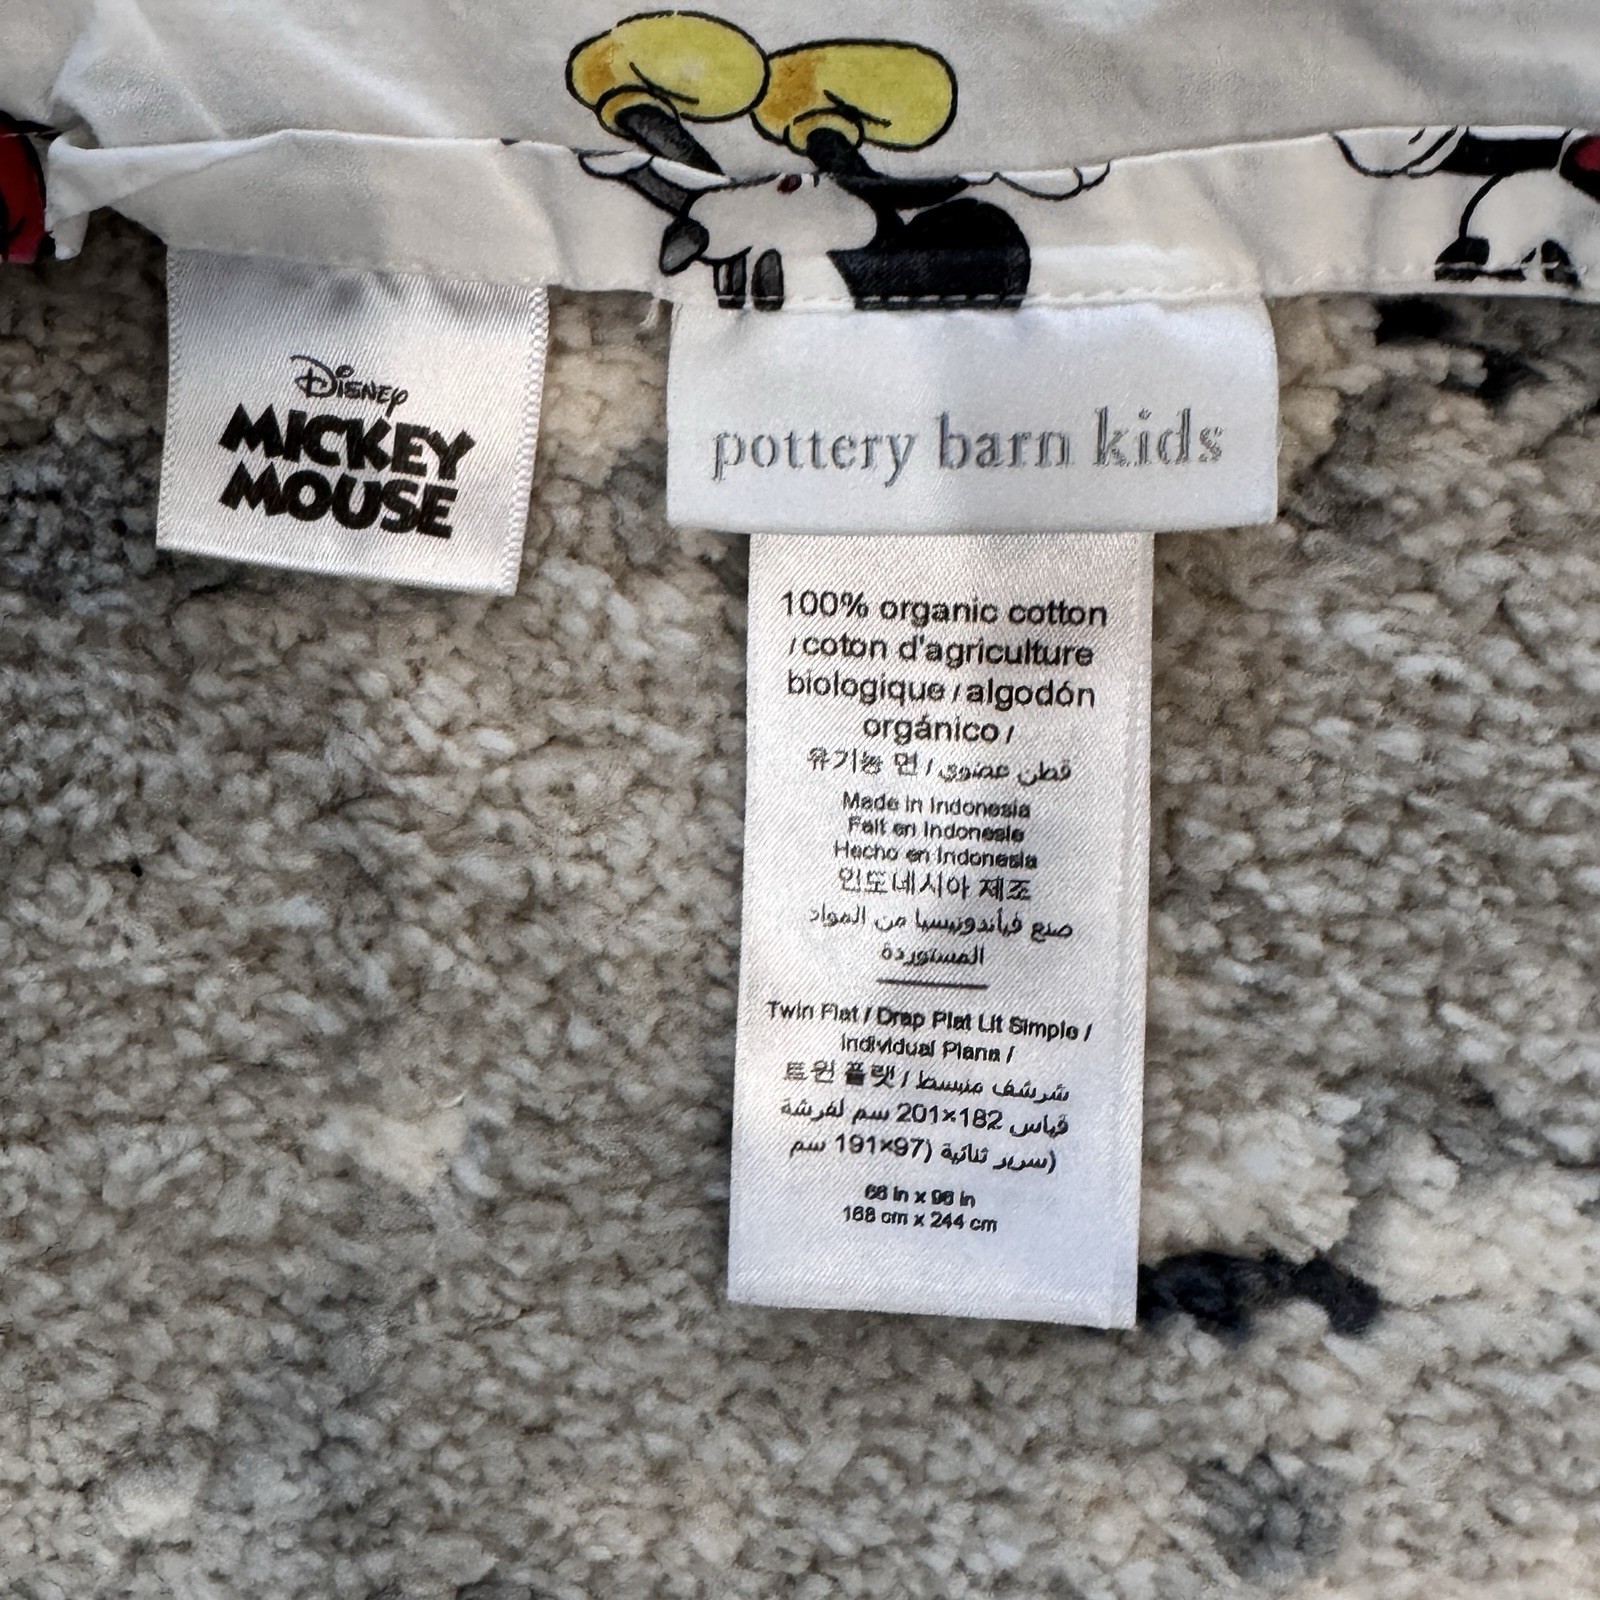 Disney
MICKEY
MOUSE
pottery barn kids
100% organic cotton
/ coton d'agriculture
biologique / algodón
orgánico /
유기농 면 / قطن عضوي
Made in Indonesia
Fait en Indonesie
Hecho en Indonesia
인도네시아 제조
صنع فيأندونيسيا من المواد
المستوردة
Twin Flat / Drap Plat Lit Simple /
Individual Plana /
트윈 플랫 / شرشف منبسط
قياس 201×162 سم لفرشة
(سرير ثنائية (97×191 سم
66 in x 96 in
168 cm x 244 cm